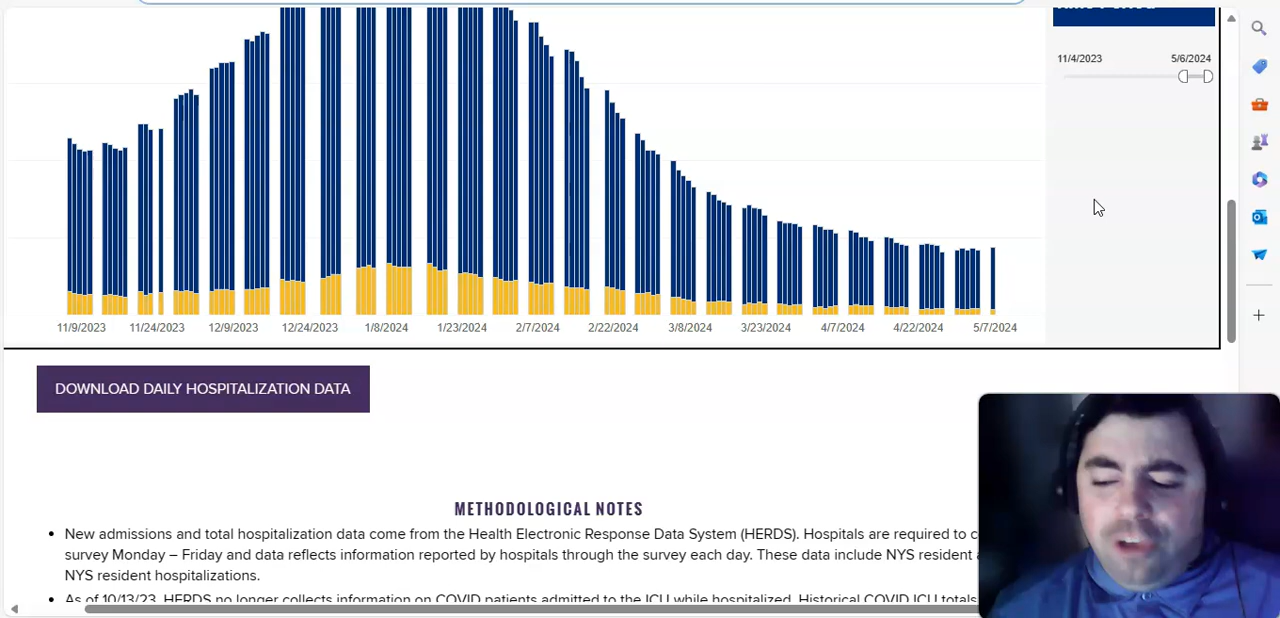 11/4/2023 5/6/2024
11/9/2023 11/24/2023 12/9/2023 12/24/2023 1/8/2024 1/23/2024 2/7/2024 2/22/2024 3/8/2024 3/23/2024 4/7/2024 4/22/2024 5/7/2024
DOWNLOAD DAILY HOSPITALIZATION DATA
METHODOLOGICAL NOTES
• New admissions and total hospitalization data come from the Health Electronic Response Data System (HERDS). Hospitals are required to c
survey Monday – Friday and data reflects information reported by hospitals through the survey each day. These data include NYS resident
NYS resident hospitalizations.
• As of 10/13/23, HERDS no longer collects information on COVID patients admitted to the ICU while hospitalized. Historical COVID ICU totals